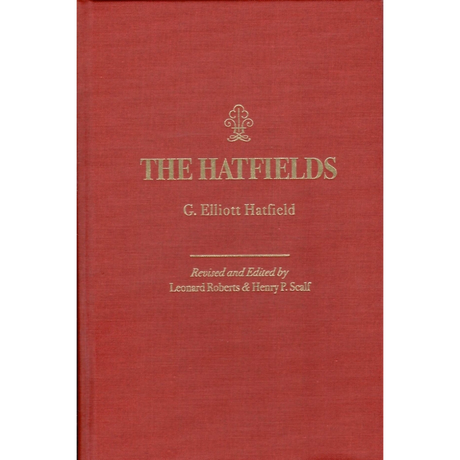 THE HATFIELDS
G. Elliott Hatfield
Revised and Edited by
Leonard Roberts & Henry P. Scalf